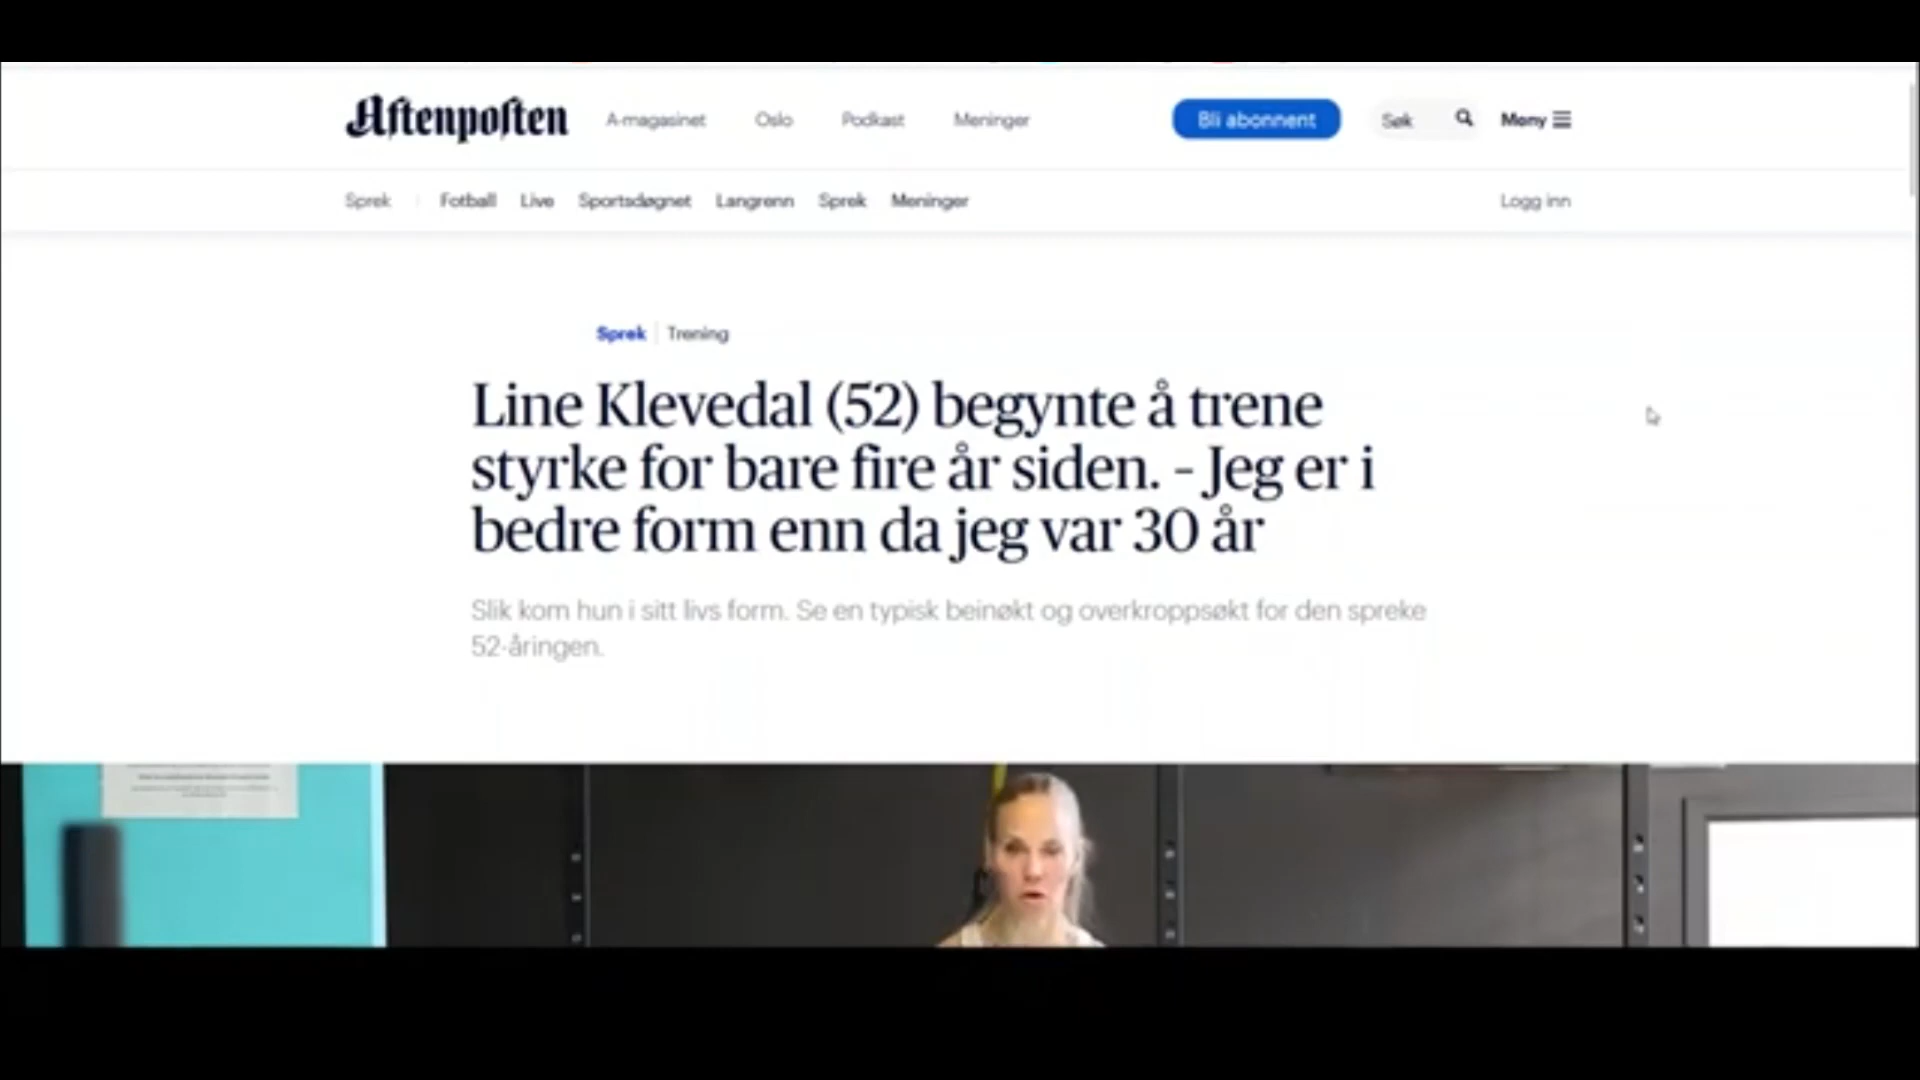 Aftenposten A-magasinet Oslo Podkast Meninger Bli abonnent Søk Meny
Sprek Fotball Live Sportsdøgnet Langrenn Sprek Meninger Logg inn
Sprek Trening
Line Klevedal (52) begynte å trene
styrke for bare fire år siden. – Jeg er i
bedre form enn da jeg var 30 år
Slik kom hun i sitt livs form. Se en typisk beinøkt og overkroppsøkt for den spreke
52-åringen.